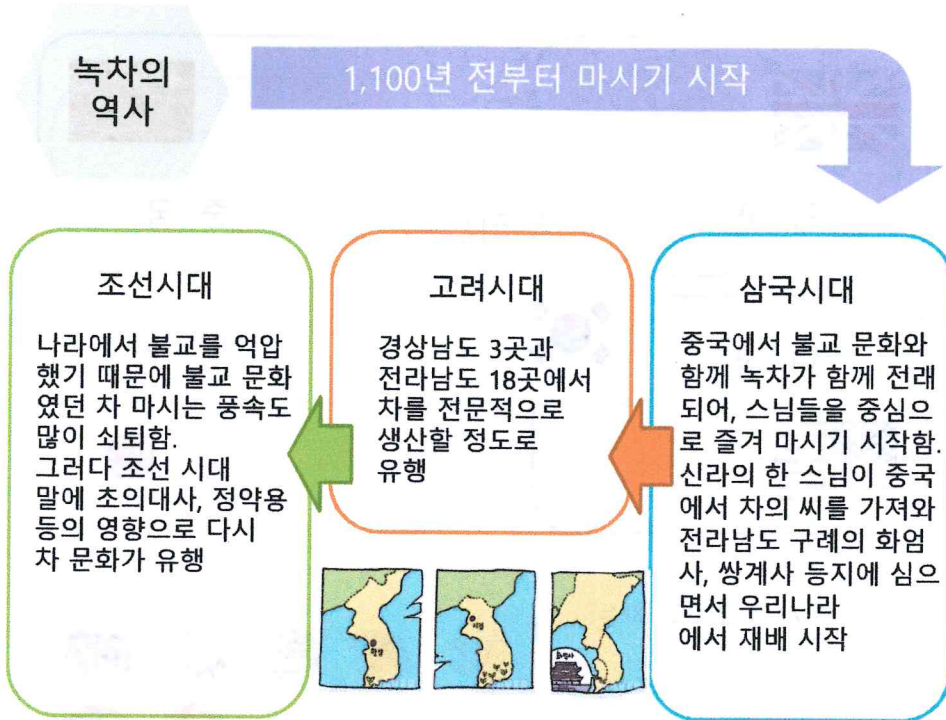 녹차의
역사
1,100년 전부터 마시기 시작
삼국시대
중국에서 불교 문화와
함께 녹차가 함께 전래
되어, 스님들을 중심으
로 즐겨 마시기 시작함.
신라의 한 스님이 중국
에서 차의 씨를 가져와
전라남도 구례의 화엄
사, 쌍계사 등지에 심으
면서 우리나라
에서 재배 시작
고려시대
경상남도 3곳과
전라남도 18곳에서
차를 전문적으로
생산할 정도로
유행
조선시대
나라에서 불교를 억압
했기 때문에 불교 문화
였던 차 마시는 풍속도
많이 쇠퇴함.
그러다 조선 시대
말에 초의대사, 정약용
등의 영향으로 다시
차 문화가 유행
화엄사